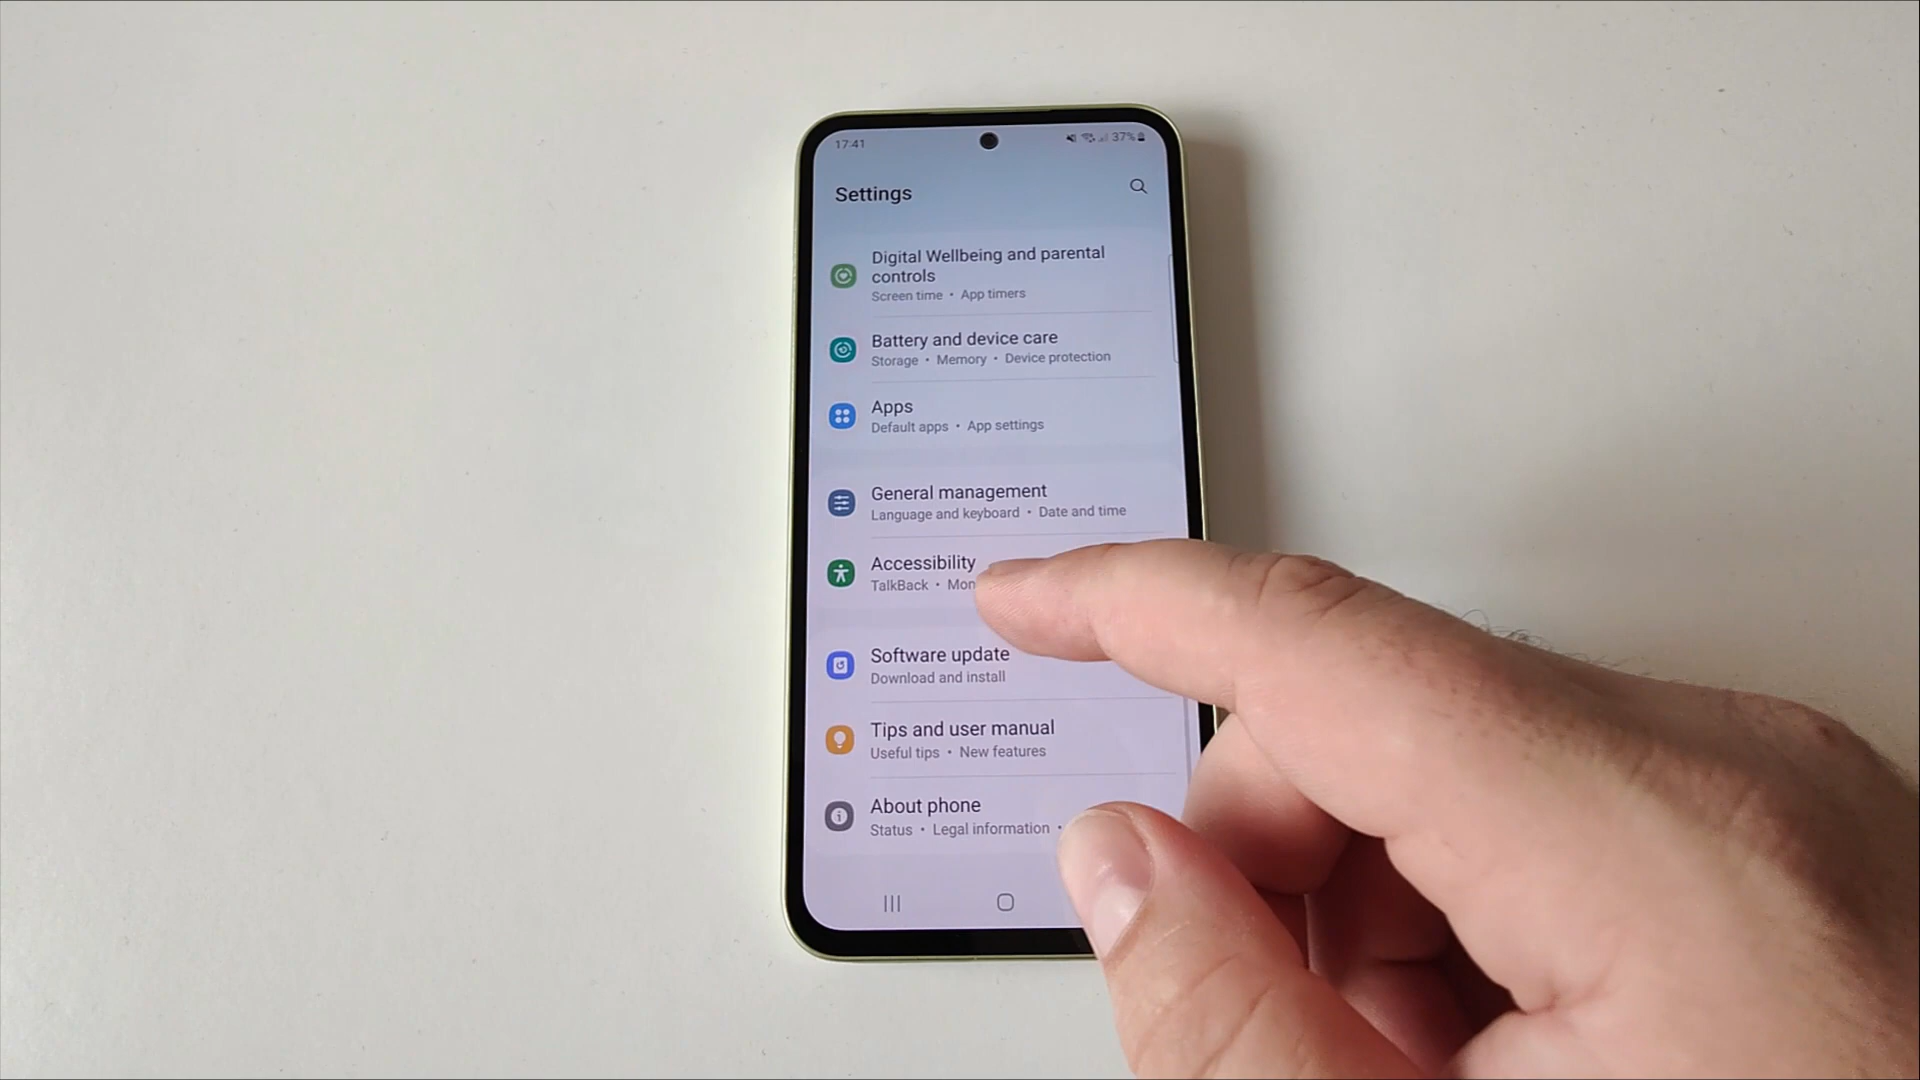 17:41
37%
Settings
Digital Wellbeing and parental
controls
Screen time • App timers
Battery and device care
Storage • Memory • Device protection
Apps
Default apps • App settings
General management
Language and keyboard • Date and time
Accessibility
TalkBack • Mon
Software update
Download and install
Tips and user manual
Useful tips • New features
About phone
Status • Legal information •